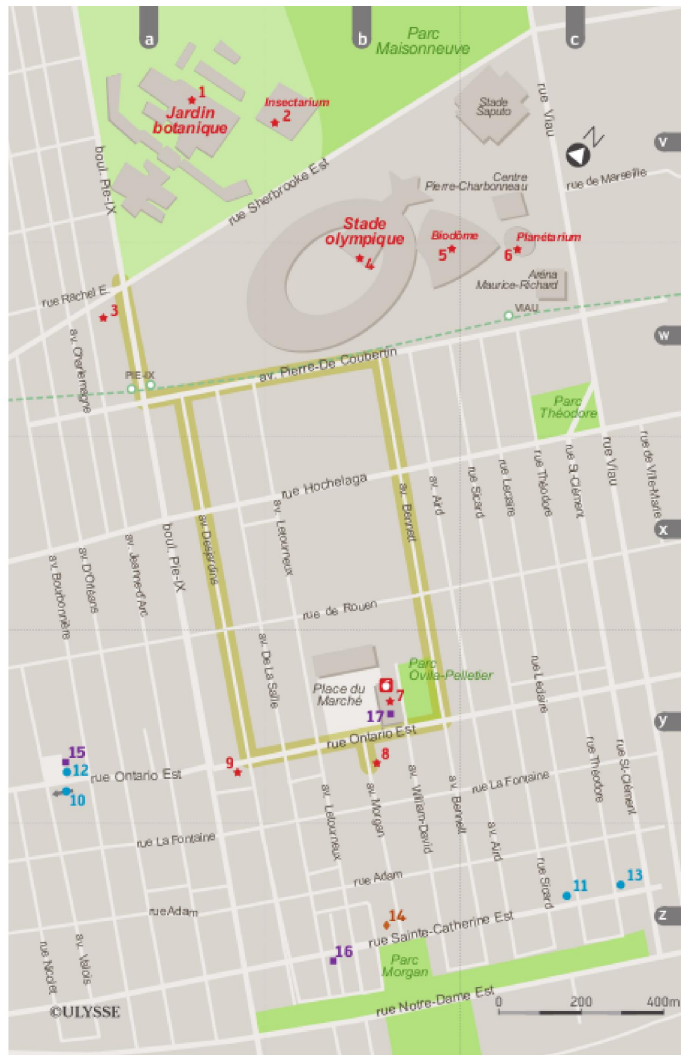 a
b
c
Parc
Maisonneuve
1
Jardin
botanique
Insectarium
2
Stade
Saputo
rue Viau
N
V
boul. Pie-IX
rue Sherbrooke Est
Centre
Pierre-Charbonneau
rue de Marseille
Stade
olympique
4
Biodôme
5
Planétarium
6
Aréna
Maurice-Richard
rue Rachel E.
3
VIAU
W
av. Charlemagne
PIE-IX
av. Pierre-De Coubertin
Parc
Théodore
rue Hochelaga
av. Bennett
av. Aird
rue Sicard
rue Leclaire
rue Théodore
rue St-Clément
rue Viau
rue de Ville-Marie
X
av. Bourbonnière
av. D'Orléans
av. Jeanne-d'Arc
boul. Pie-IX
av. Desjardins
av. Letourneux
rue de Rouen
av. De La Salle
Place du
Marché
7
17
Parc
Ovila-Pelletier
rue Leclaire
Y
15
12
10
rue Ontario Est
9
rue Ontario Est
8
rue La Fontaine
rue Théodore
rue St-Clément
rue La Fontaine
av. Letourneux
av. Morgan
av. William-David
av. Bennett
av. Aird
rue Sicard
11
13
rue Adam
rue Adam
14
rue Sainte-Catherine Est
Z
rue Nicolet
av. Valois
16
Parc
Morgan
rue Notre-Dame Est
0 200 400m
©ULYSSE